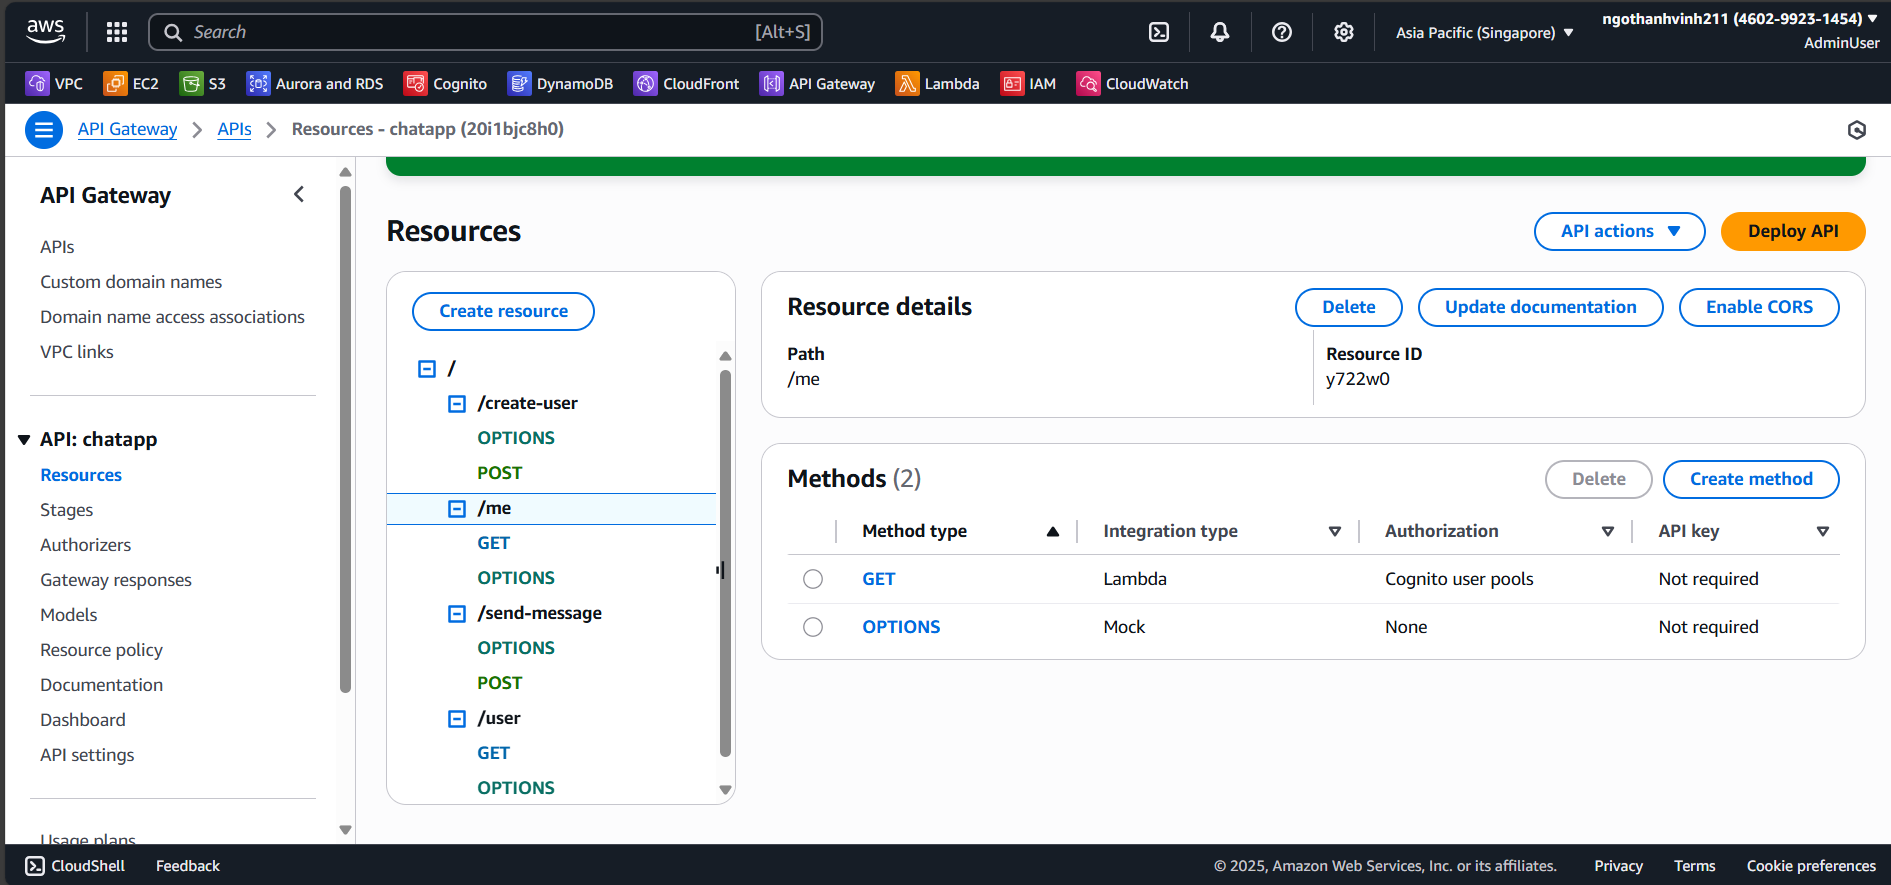 aws
Search [Alt+S]
Asia Pacific (Singapore) ▼
ngothanhvinh211 (4602-9923-1454) ▼
AdminUser
VPC EC2 S3 Aurora and RDS Cognito DynamoDB CloudFront API Gateway Lambda IAM CloudWatch
API Gateway > APIs > Resources - chatapp (20i1bjc8h0)
API Gateway
APIs
Custom domain names
Domain name access associations
VPC links
API: chatapp
Resources
Stages
Authorizers
Gateway responses
Models
Resource policy
Documentation
Dashboard
API settings
Usage plans
Resources
API actions ▼
Deploy API
Create resource
/
/create-user
OPTIONS
POST
/me
GET
OPTIONS
/send-message
OPTIONS
POST
/user
GET
OPTIONS
Resource details
Delete
Update documentation
Enable CORS
Path
/me
Resource ID
y722w0
Methods (2)
Delete
Create method
Method type Integration type Authorization API key
GET Lambda Cognito user pools Not required
OPTIONS Mock None Not required
CloudShell Feedback © 2025, Amazon Web Services, Inc. or its affiliates. Privacy Terms Cookie preferences